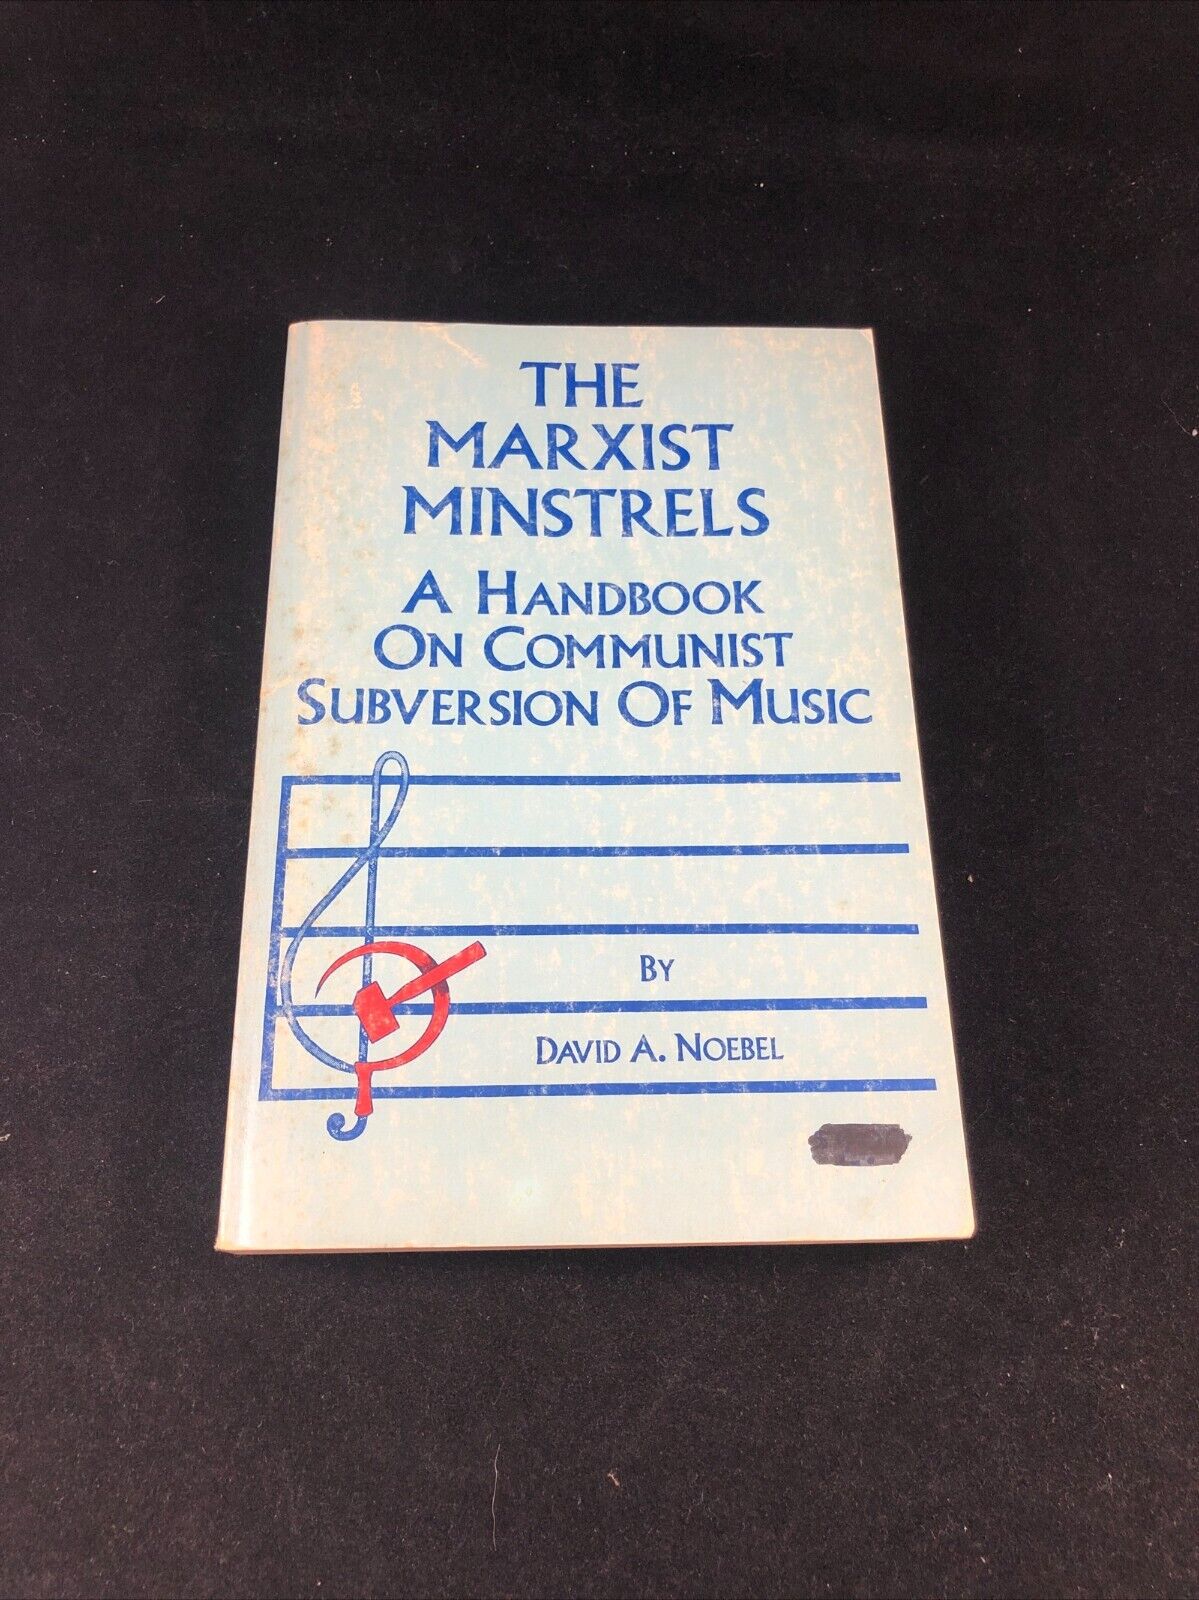 THE
MARXIST
MINSTRELS
A HANDBOOK
ON COMMUNIST
SUBVERSION OF MUSIC
BY
DAVID A. NOEBEL